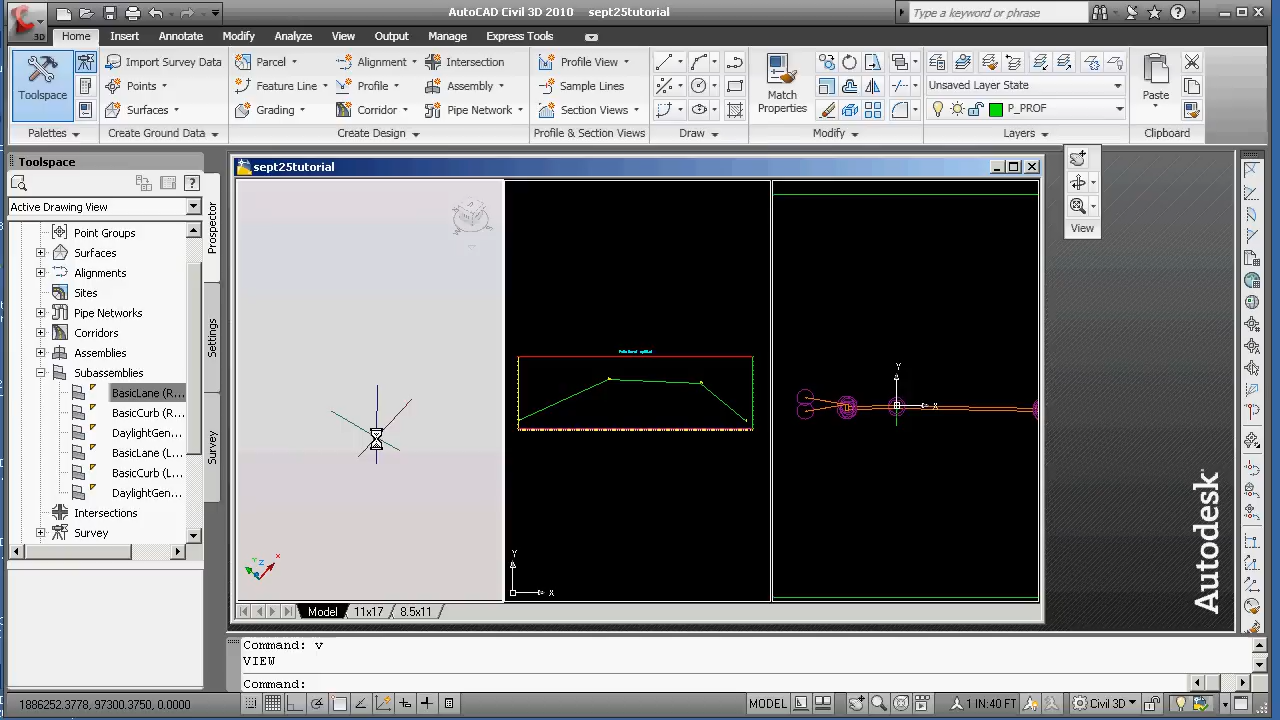 AutoCAD Civil 3D 2010 sept25tutorial
Type a keyword or phrase
3D
Home Insert Annotate Modify Analyze View Output Manage Express Tools
Toolspace
Import Survey Data
Points
Surfaces
Parcel
Feature Line
Grading
Alignment
Profile
Corridor
Intersection
Assembly
Pipe Network
Profile View
Sample Lines
Section Views
Match
Properties
Unsaved Layer State
P_PROF
Paste
Palettes
Create Ground Data
Create Design
Profile & Section Views
Draw
Modify
Layers
Clipboard
Toolspace
Active Drawing View
Point Groups
Surfaces
Alignments
Sites
Pipe Networks
Corridors
Assemblies
Subassemblies
BasicLane (R...
BasicCurb (R...
DaylightGen...
BasicLane (L...
BasicCurb (L...
DaylightGen...
Intersections
Survey
Prospector
Settings
Survey
sept25tutorial
View
Y
X
Y
X
Z
X
Model 11x17 8.5x11
Autodesk
Command: v
VIEW
Command:
1886252.3778, 97300.3750, 0.0000
MODEL
1 IN:40 FT
Civil 3D